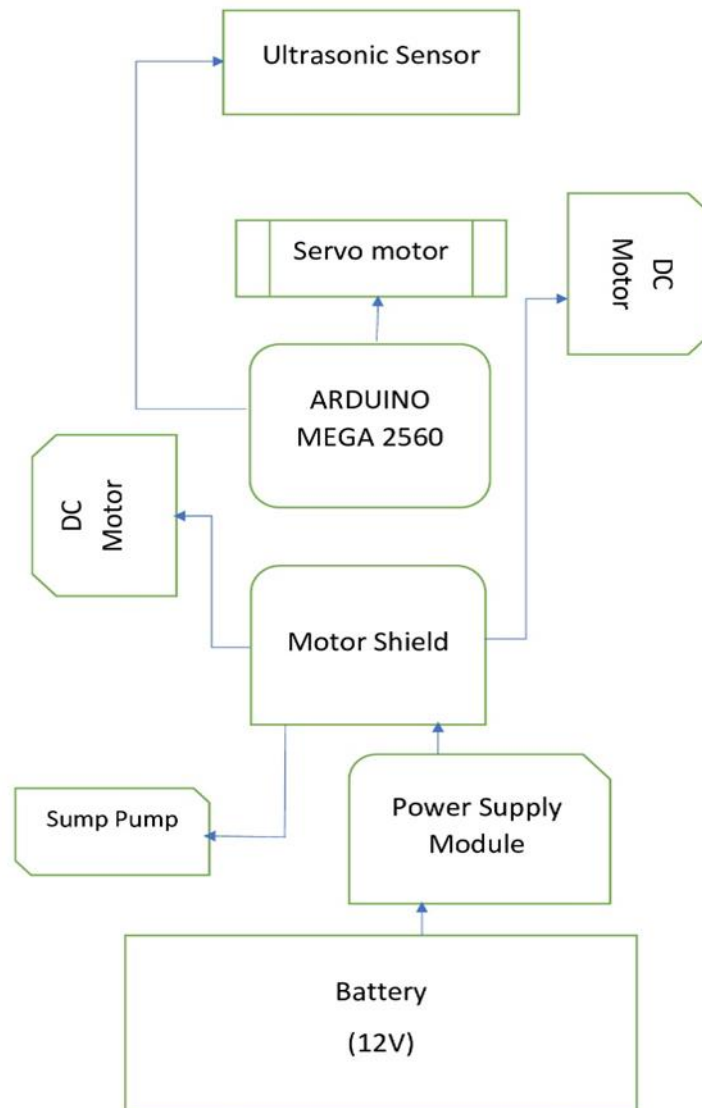 Ultrasonic Sensor
Servo motor
DC
Motor
ARDUINO
MEGA 2560
DC
Motor
Motor Shield
Sump Pump
Power Supply
Module
Battery
(12V)